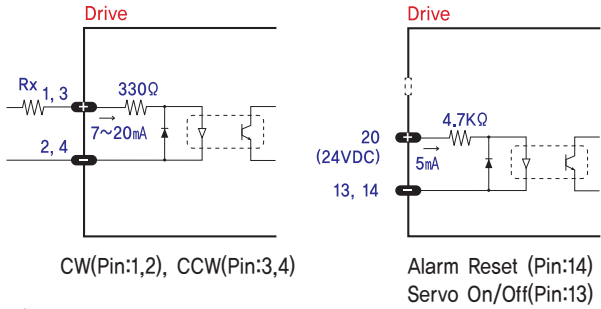 Drive
Rx
1, 3
330Ω
7~20mA
2, 4
CW(Pin:1,2), CCW(Pin:3,4)
Drive
20
(24VDC)
4.7KΩ
5mA
13, 14
Alarm Reset (Pin:14)
Servo On/Off(Pin:13)